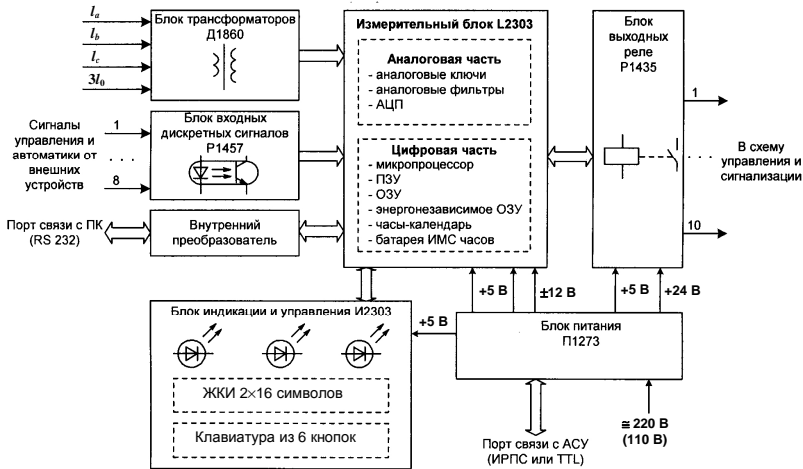 Iа
Ib
Iс
3I0
Блок трансформаторов
Д1860
Сигналы
управления и
автоматики от
внешних
устройств
1
8
Блок входных
дискретных сигналов
Р1457
Порт связи с ПК
(RS 232)
Внутренний
преобразователь
Измерительный блок L2303
Аналоговая часть
- аналоговые ключи
- аналоговые фильтры
- АЦП
Цифровая часть
- микропроцессор
- ПЗУ
- ОЗУ
- энергонезависимое ОЗУ
- часы-календарь
- батарея ИМС часов
Блок
выходных
реле
Р1435
1
В схему
управления и
сигнализации
10
+5 В
±12 В
+5 В
+24 В
Блок индикации и управления И2303
ЖКИ 2×16 символов
Клавиатура из 6 кнопок
+5 В
Блок питания
П1273
Порт связи с АСУ
(ИРПС или TTL)
≅ 220 В
(110 В)